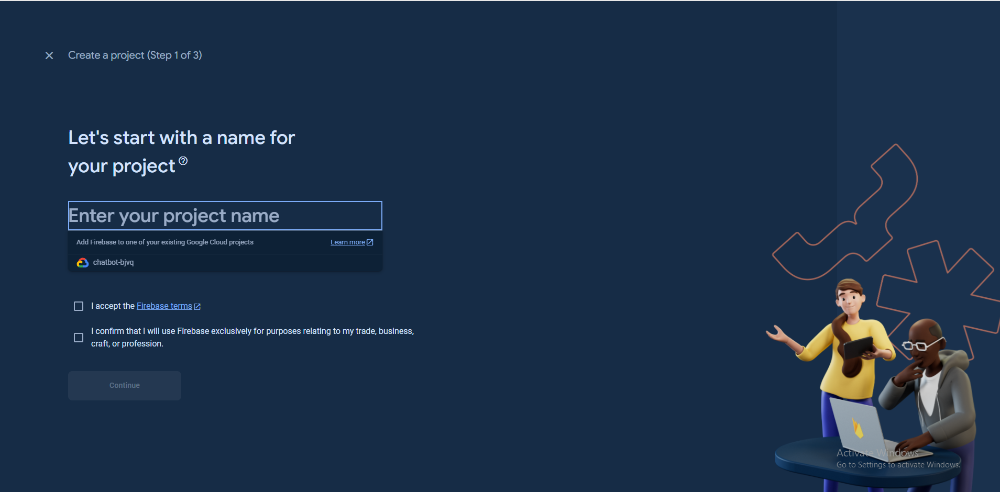 Create a project (Step 1 of 3)
Let's start with a name for
your project
Enter your project name
Add Firebase to one of your existing Google Cloud projects Learn more
chatbot-bjvq
I accept the Firebase terms
I confirm that I will use Firebase exclusively for purposes relating to my trade, business,
craft, or profession.
Continue
Activate Windows
Go to Settings to activate Windows.